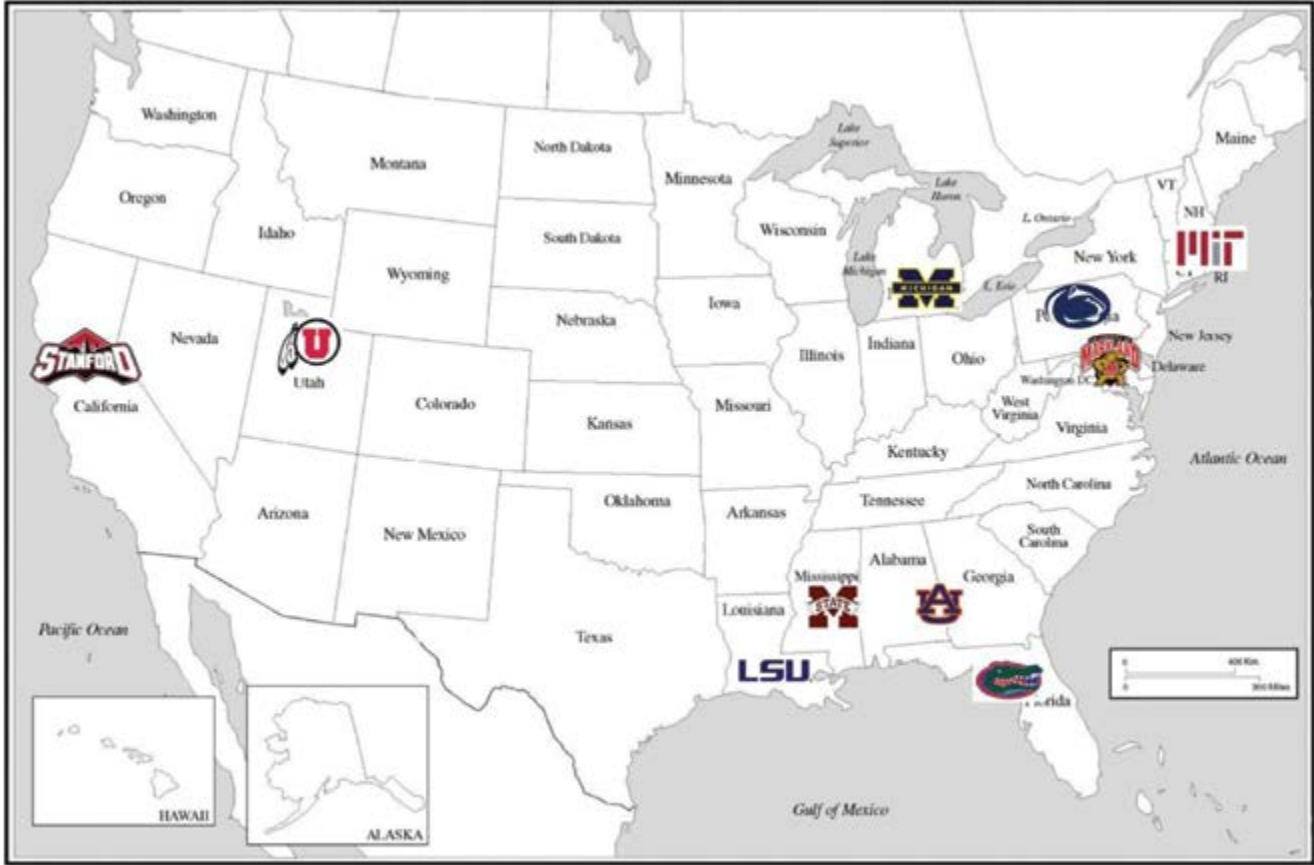 Washington
Montana
North Dakota
Minnesota
Lake
Superior
Maine
Oregon
Idaho
South Dakota
Wisconsin
Lake
Huron
VT
NH
L. Ontario
MIT
Wyoming
Lake
Michigan
MICHIGAN
New York
RI
L. Erie
Iowa
Nebraska
Nevada
U
STANFORD
Utah
Illinois
Indiana
Ohio
New Jersey
MARYLAND
Delaware
Washington DC
California
Colorado
Kansas
Missouri
West
Virginia
Virginia
Kentucky
Atlantic Ocean
Arizona
New Mexico
Oklahoma
Arkansas
Tennessee
North Carolina
South
Carolina
Alabama
Georgia
Mississippi
M
STATE
AU
Louisiana
Texas
Pacific Ocean
LSU
0
400 Km.
0
HAWAII
ALASKA
Gulf of Mexico